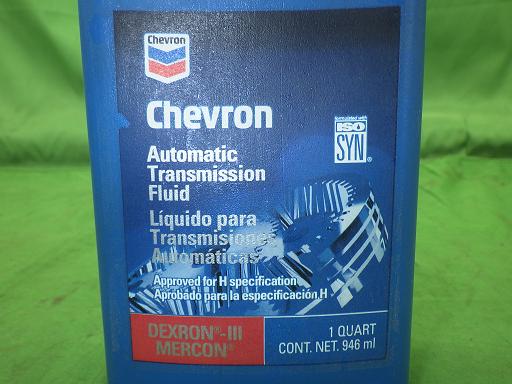 Chevron
Chevron
formulated with
ISO
SYN®
Automatic
Transmission
Fluid
Líquido para
Transmisiones
Automáticas
Approved for H specification
Aprobado para la especificación H
DEXRON®-III
MERCON®
1 QUART
CONT. NET. 946 ml